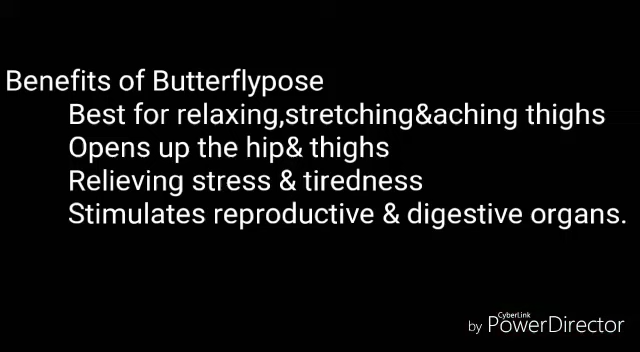 Benefits of Butterflypose
Best for relaxing,stretching&aching thighs
Opens up the hip& thighs
Relieving stress & tiredness
Stimulates reproductive & digestive organs.
CyberLink
by PowerDirector